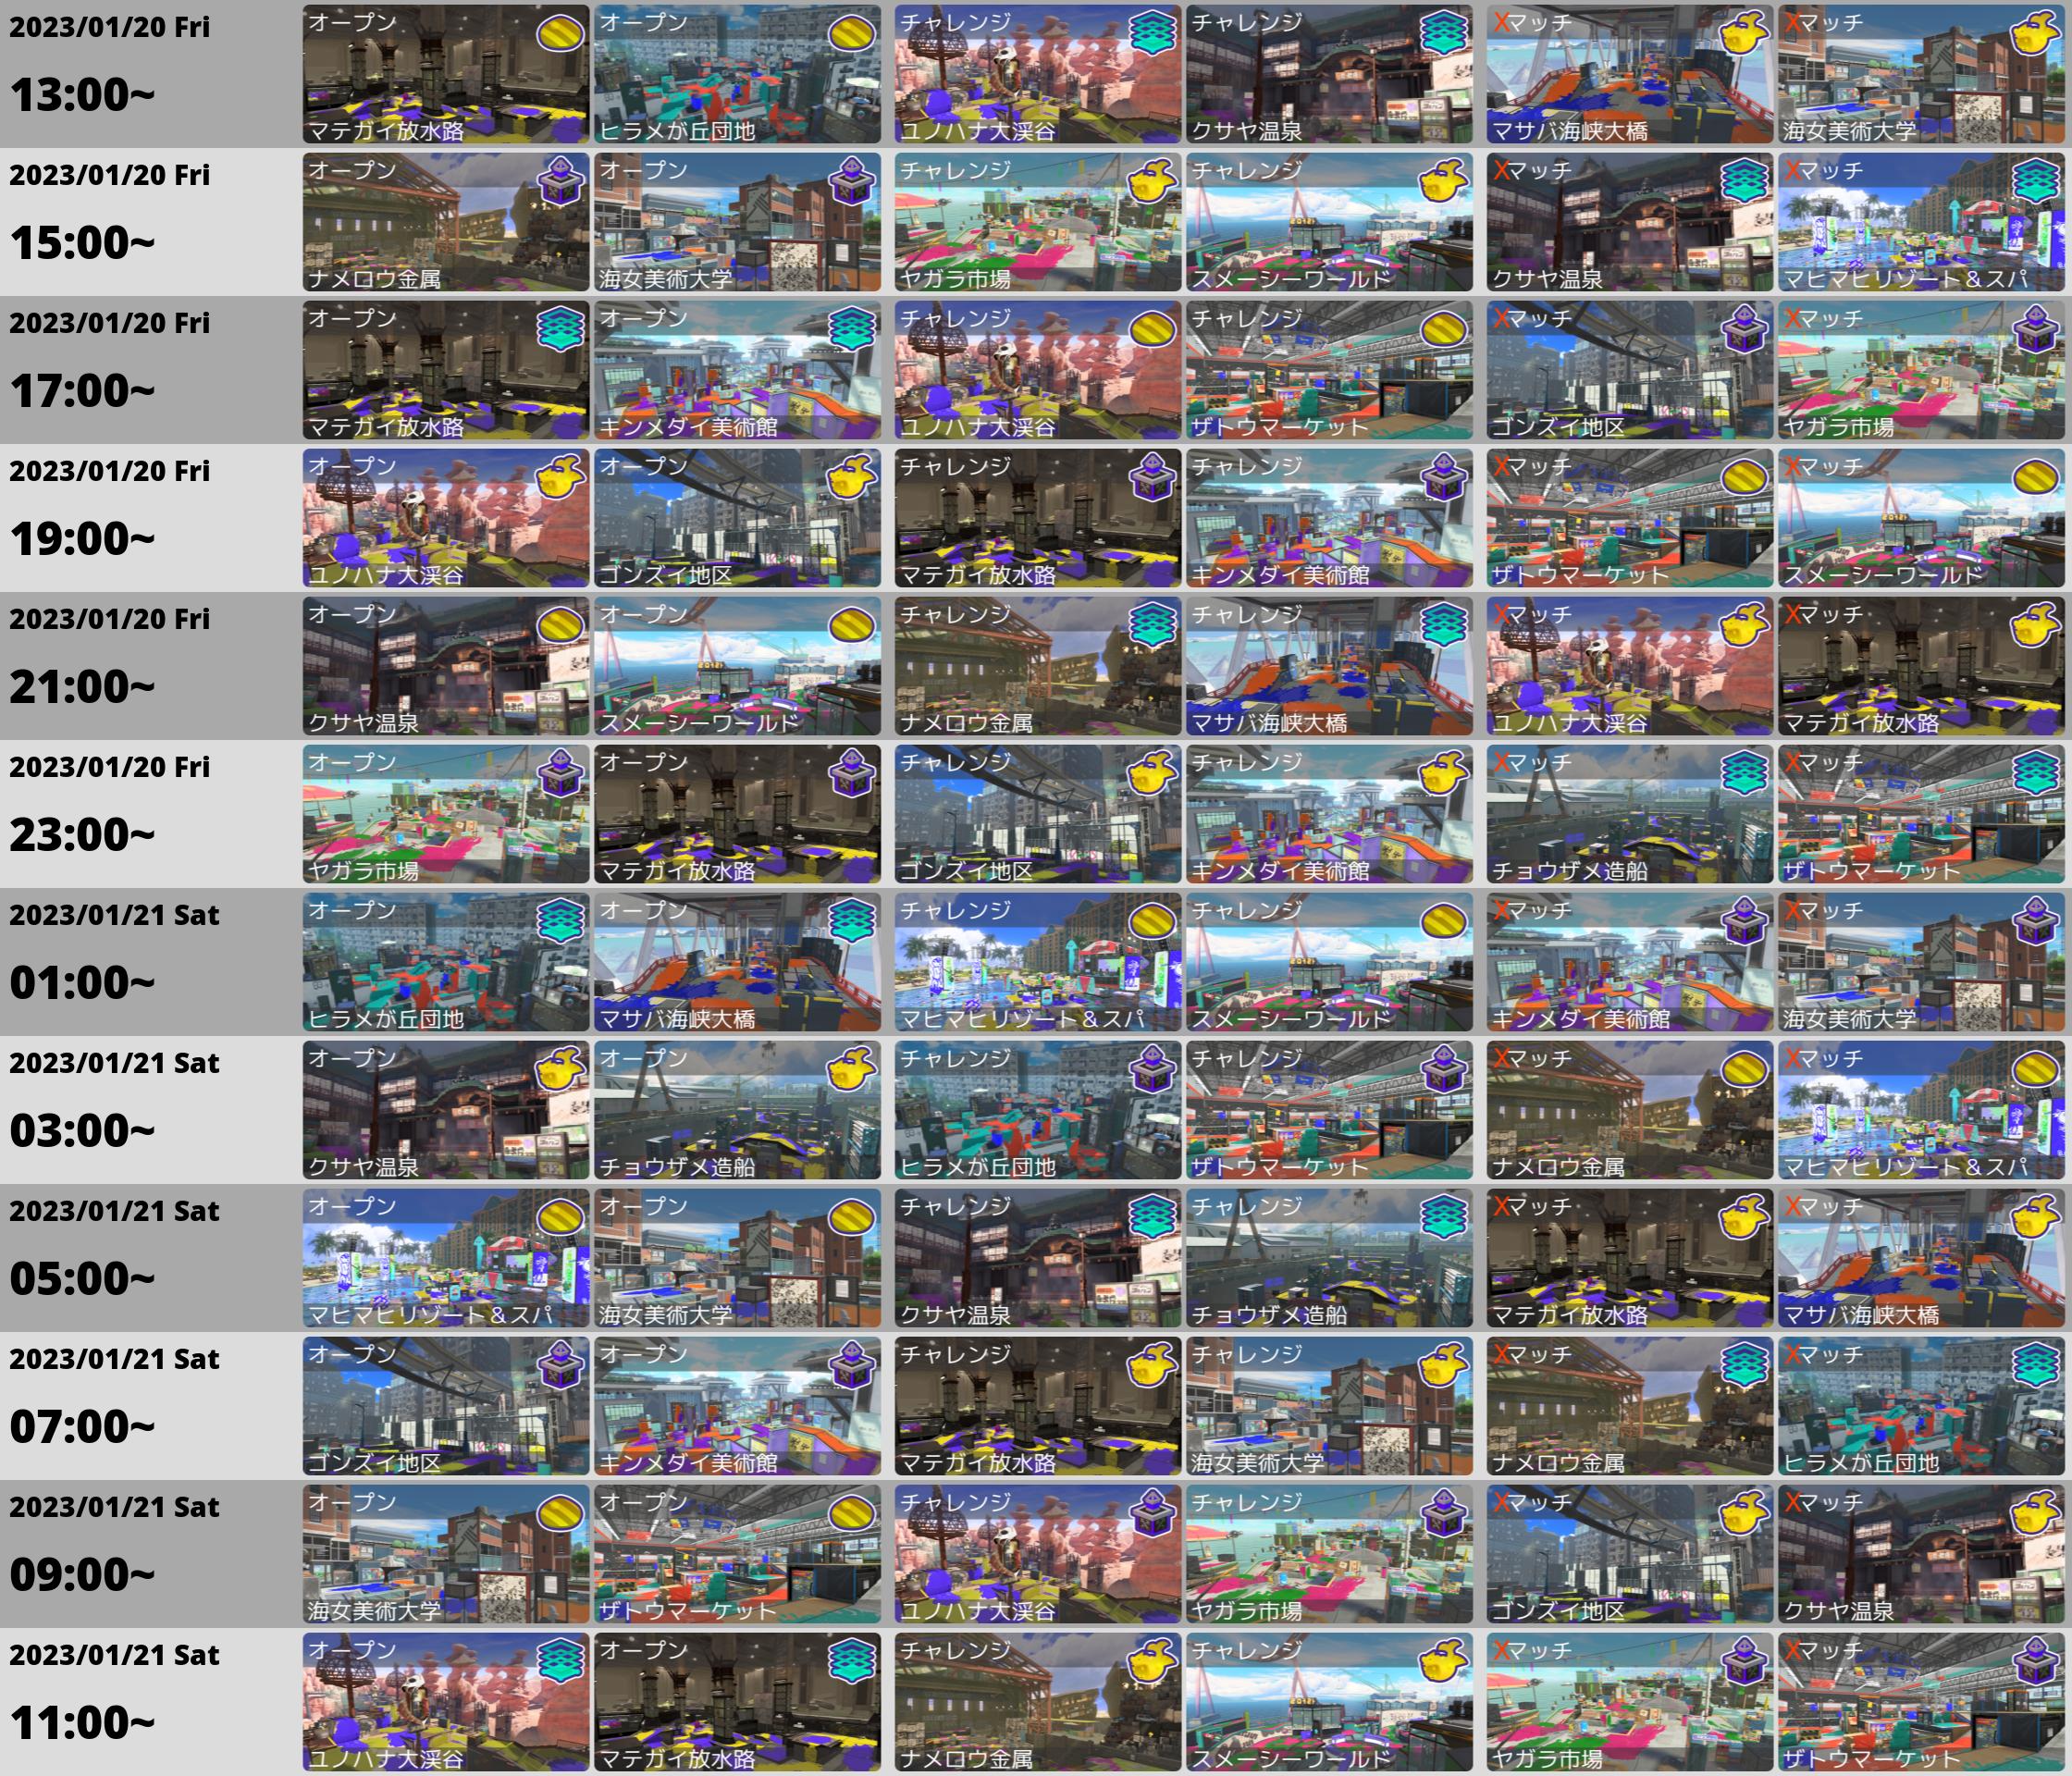 2023/01/20 Fri
13:00~
オープン オープン チャレンジ チャレンジ Xマッチ Xマッチ
マテガイ放水路 ヒラメが丘団地 ユノハナ大渓谷 クサヤ温泉 マサバ海峡大橋 海女美術大学
2023/01/20 Fri
15:00~
オープン オープン チャレンジ チャレンジ Xマッチ Xマッチ
ナメロウ金属 海女美術大学 ヤガラ市場 スメーシーワールド クサヤ温泉 マヒマヒリゾート&スパ
2023/01/20 Fri
17:00~
オープン オープン チャレンジ チャレンジ Xマッチ Xマッチ
マテガイ放水路 キンメダイ美術館 ユノハナ大渓谷 ザトウマーケット ゴンズイ地区 ヤガラ市場
2023/01/20 Fri
19:00~
オープン オープン チャレンジ チャレンジ Xマッチ Xマッチ
ユノハナ大渓谷 ゴンズイ地区 マテガイ放水路 キンメダイ美術館 ザトウマーケット スメーシーワールド
2023/01/20 Fri
21:00~
オープン オープン チャレンジ チャレンジ Xマッチ Xマッチ
クサヤ温泉 スメーシーワールド ナメロウ金属 マサバ海峡大橋 ユノハナ大渓谷 マテガイ放水路
2023/01/20 Fri
23:00~
オープン オープン チャレンジ チャレンジ Xマッチ Xマッチ
ヤガラ市場 マテガイ放水路 ゴンズイ地区 キンメダイ美術館 チョウザメ造船 ザトウマーケット
2023/01/21 Sat
01:00~
オープン オープン チャレンジ チャレンジ Xマッチ Xマッチ
ヒラメが丘団地 マサバ海峡大橋 マヒマヒリゾート&スパ スメーシーワールド キンメダイ美術館 海女美術大学
2023/01/21 Sat
03:00~
オープン オープン チャレンジ チャレンジ Xマッチ Xマッチ
クサヤ温泉 チョウザメ造船 ヒラメが丘団地 ザトウマーケット ナメロウ金属 マヒマヒリゾート&スパ
2023/01/21 Sat
05:00~
オープン オープン チャレンジ チャレンジ Xマッチ Xマッチ
マヒマヒリゾート&スパ 海女美術大学 クサヤ温泉 チョウザメ造船 マテガイ放水路 マサバ海峡大橋
2023/01/21 Sat
07:00~
オープン オープン チャレンジ チャレンジ Xマッチ Xマッチ
ゴンズイ地区 キンメダイ美術館 マテガイ放水路 海女美術大学 ナメロウ金属 ヒラメが丘団地
2023/01/21 Sat
09:00~
オープン オープン チャレンジ チャレンジ Xマッチ Xマッチ
海女美術大学 ザトウマーケット ユノハナ大渓谷 ヤガラ市場 ゴンズイ地区 クサヤ温泉
2023/01/21 Sat
11:00~
オープン オープン チャレンジ チャレンジ Xマッチ Xマッチ
ユノハナ大渓谷 マテガイ放水路 ナメロウ金属 スメーシーワールド ヤガラ市場 ザトウマーケット